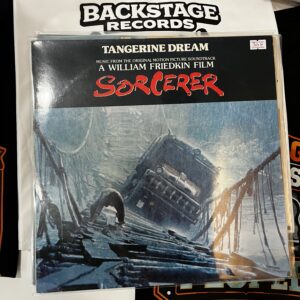 BACKSTAGE
RECORDS
TANGERINE DREAM
MUSIC FROM THE ORIGINAL MOTION PICTURE SOUNDTRACK
A WILLIAM FRIEDKIN FILM
SORCERER